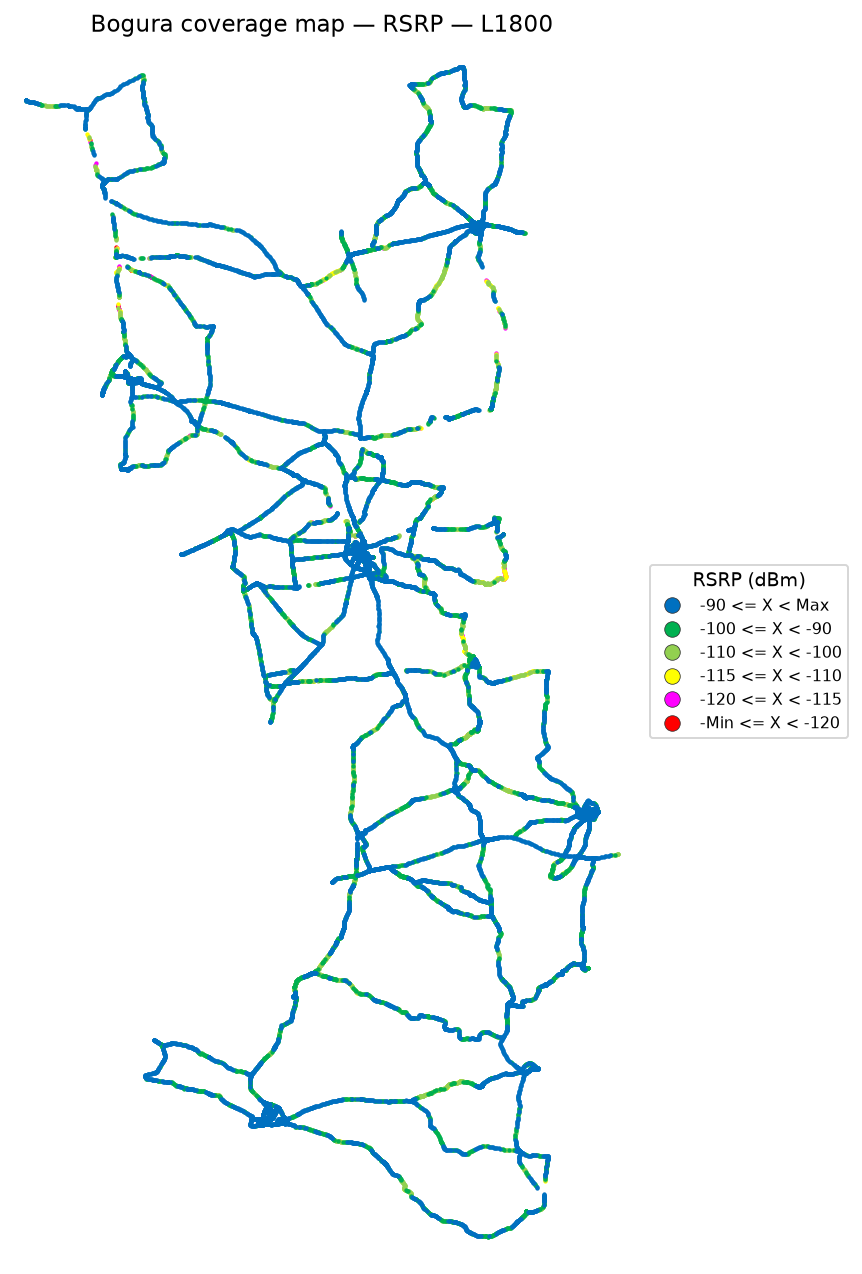 Bogura coverage map — RSRP — L1800
RSRP (dBm)
-90 <= X < Max
-100 <= X < -90
-110 <= X < -100
-115 <= X < -110
-120 <= X < -115
-Min <= X < -120